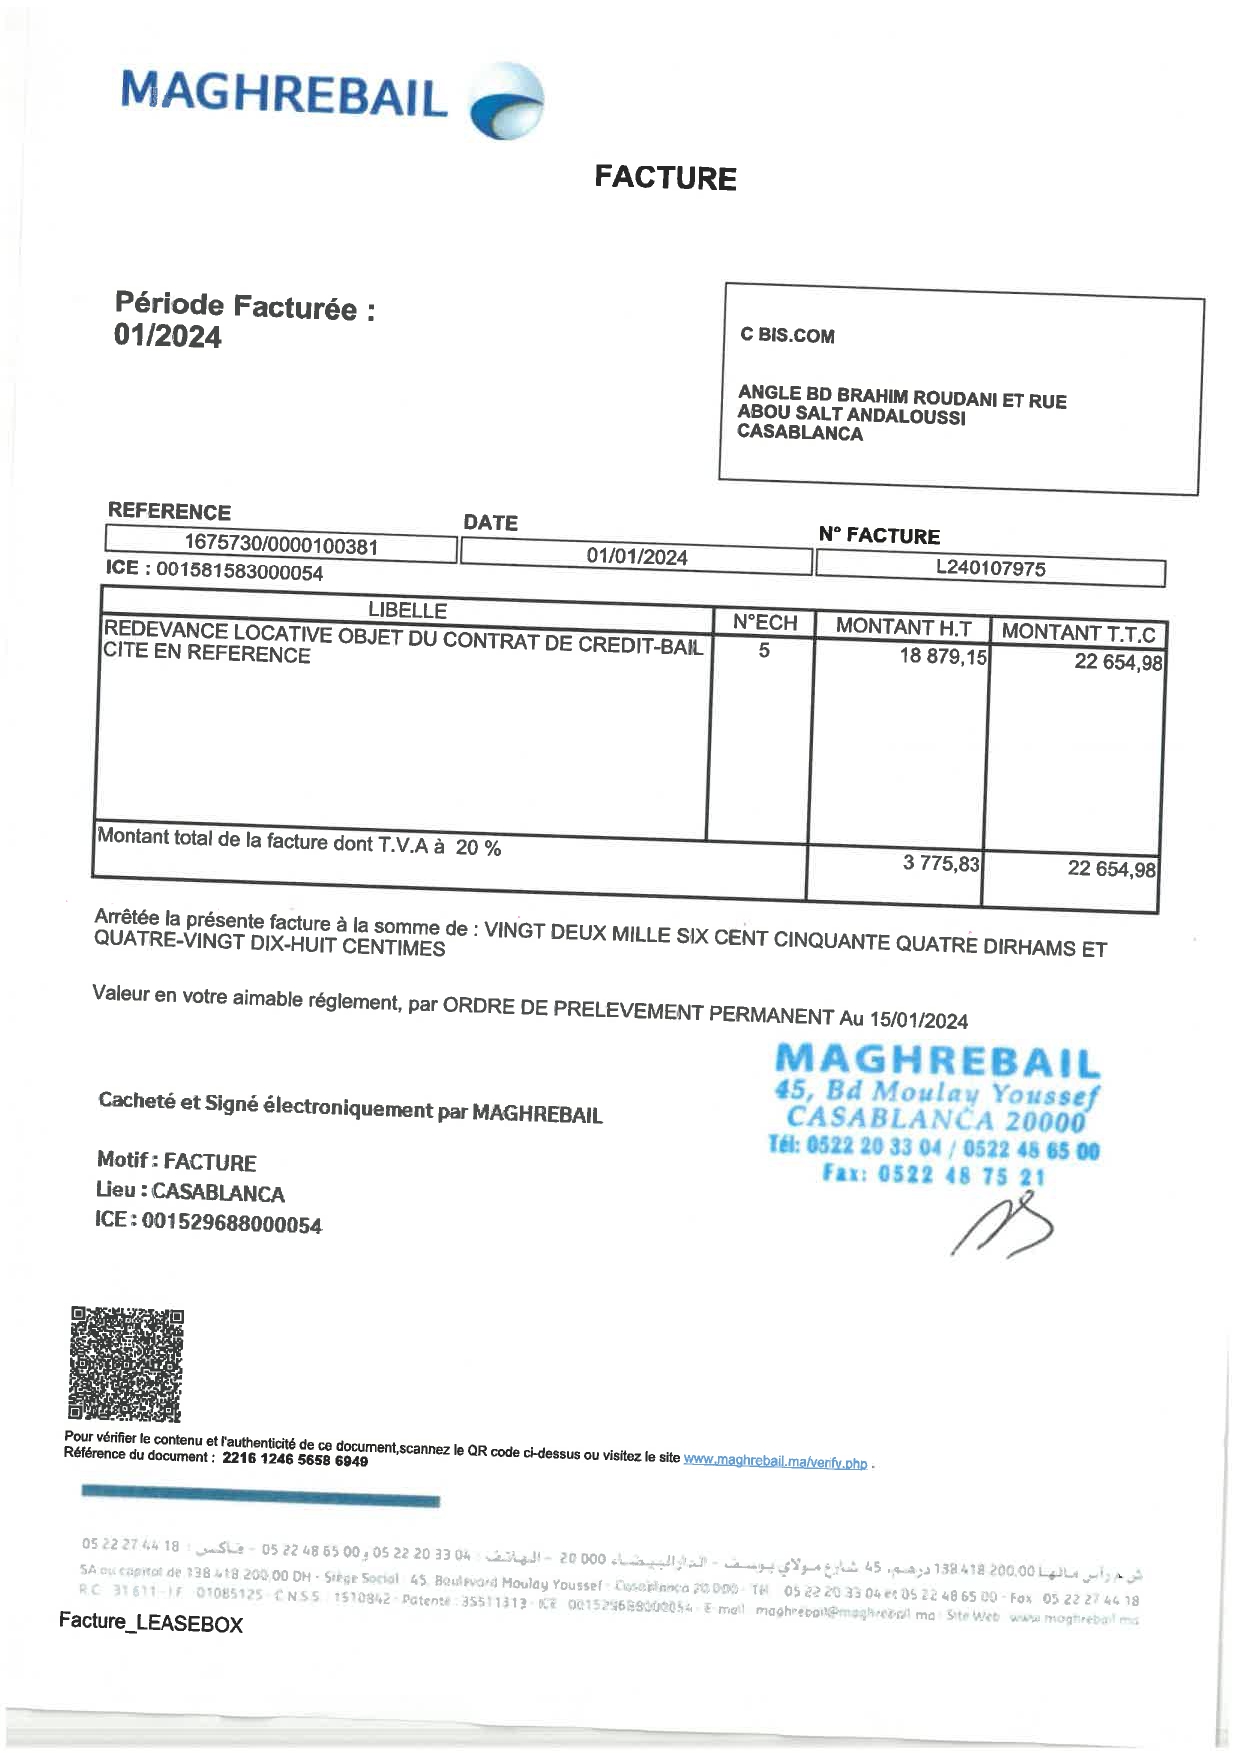 MAGHREBAIL
FACTURE
Période Facturée :
01/2024
C BIS.COM
ANGLE BD BRAHIM ROUDANI ET RUE
ABOU SALT ANDALOUSSI
CASABLANCA
REFERENCE DATE N° FACTURE
1675730/0000100381 01/01/2024 L240107975
ICE : 001581583000054
LIBELLE N°ECH MONTANT H.T MONTANT T.T.C
REDEVANCE LOCATIVE OBJET DU CONTRAT DE CREDIT-BAIL 5 18 879,15 22 654,98
CITE EN REFERENCE
Montant total de la facture dont T.V.A à 20 % 3 775,83 22 654,98
Arrêtée la présente facture à la somme de : VINGT DEUX MILLE SIX CENT CINQUANTE QUATRE DIRHAMS ET
QUATRE-VINGT DIX-HUIT CENTIMES
Valeur en votre aimable réglement, par ORDRE DE PRELEVEMENT PERMANENT Au 15/01/2024
MAGHREBAIL
45, Bd Moulay Youssef
CASABLANCA 20000
Tél: 0522 20 33 04 / 0522 48 65 00
Fax: 0522 48 75 21
Cacheté et Signé électroniquement par MAGHREBAIL
Motif : FACTURE
Lieu : CASABLANCA
ICE : 001529688000054
Pour vérifier le contenu et l'authenticité de ce document,scannez le QR code ci-dessus ou visitez le site www.maghrebail.ma/verify.php .
Référence du document : 2216 1246 5658 6949
ش.م رأس مالها 138 418 200,00 درهم، 45 شارع مولاي يوسف - الدار البيضاء 20 000 - الهاتف : 05 22 20 33 04 و 05 22 48 65 00 - فاكس : 05 22 27 44 18
SA au capital de 138 418 200 00 DH - Siège Social 45, Boulevard Moulay Youssef - Casablanca 20 000 - Tél 05 22 20 33 04 et 05 22 48 65 00 - Fax 05 22 27 44 18
R C 31 611 - I F 01085125 - C N S S 1510842 - Patente : 35511313 - ICE 001529688000054 - E mail maghrebail@maghrebail ma - Site Web www maghrebail ma
Facture_LEASEBOX